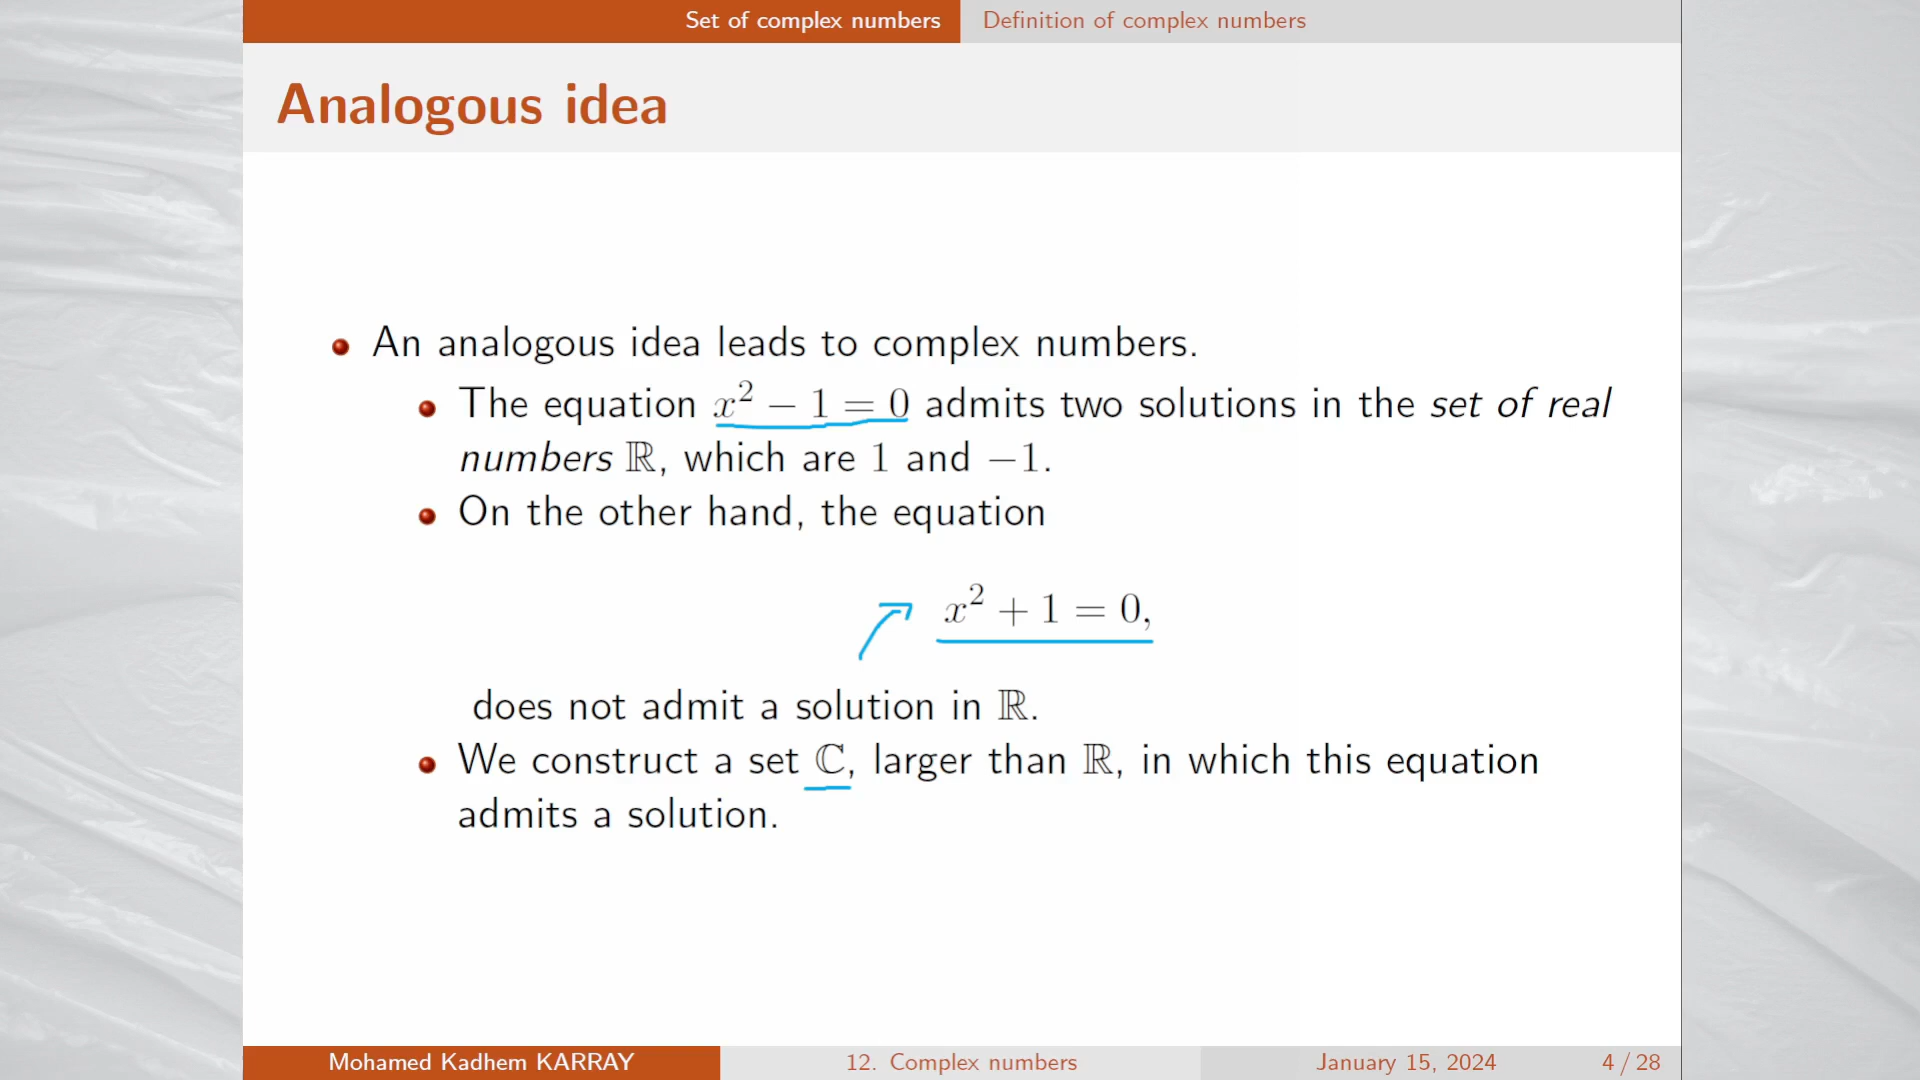 Set of complex numbers Definition of complex numbers
Analogous idea
An analogous idea leads to complex numbers.
The equation x² − 1 = 0 admits two solutions in the set of real
numbers ℝ, which are 1 and −1.
On the other hand, the equation
x² + 1 = 0,
does not admit a solution in ℝ.
We construct a set ℂ, larger than ℝ, in which this equation
admits a solution.
Mohamed Kadhem KARRAY 12. Complex numbers January 15, 2024 4 / 28